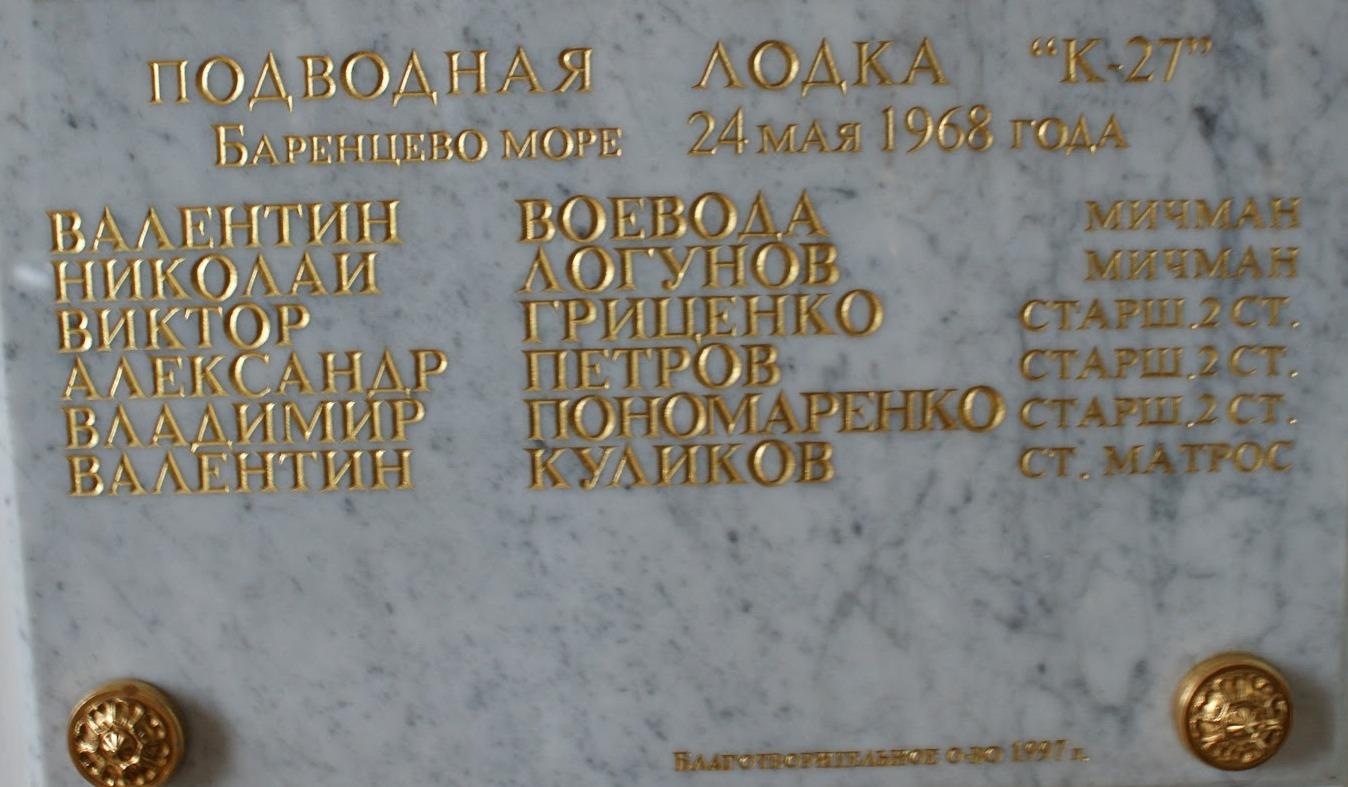 ПОДВОДНАЯ ЛОДКА “К-27”
БАРЕНЦЕВО МОРЕ 24 МАЯ 1968 ГОДА
ВАЛЕНТИН ВОЕВОДА МИЧМАН
НИКОЛАИ ЛОГУНОВ МИЧМАН
ВИКТОР ГРИЦЕНКО СТАРШ.2 СТ.
АЛЕКСАНДР ПЕТРОВ СТАРШ.2 СТ.
ВЛАДИМИР ПОНОМАРЕНКО СТАРШ.2 СТ.
ВАЛЕНТИН КУЛИКОВ СТ. МАТРОС
БЛАГОТВОРИТЕЛЬНОЕ О-ВО 1997 г.